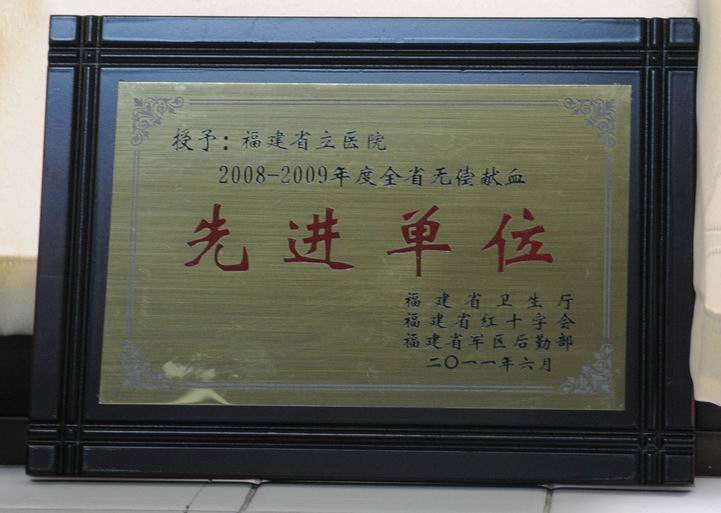 授予：福建省立医院
2008-2009年度全省无偿献血
先进单位
福建省卫生厅
福建省红十字会
福建省军区后勤部
二〇一一年六月